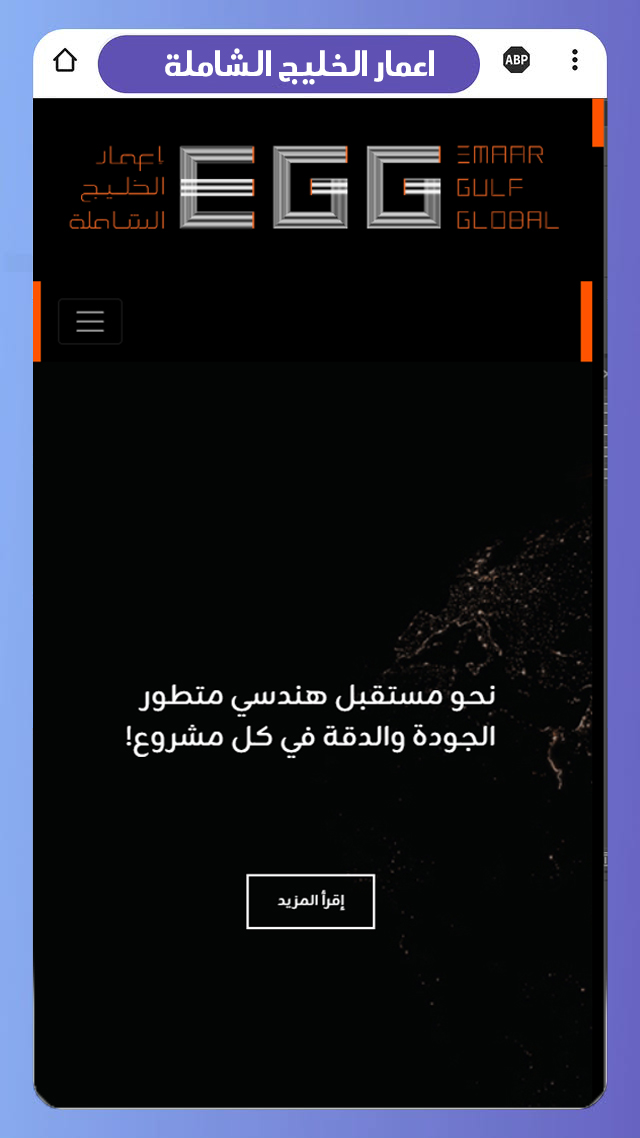 اعمار الخليج الشاملة
ABP
إعمار
الخليج
الشاملة
EGG
EMAAR
GULF
GLOBAL
نحو مستقبل هندسي متطور
الجودة والدقة في كل مشروع!
إقرأ المزيد